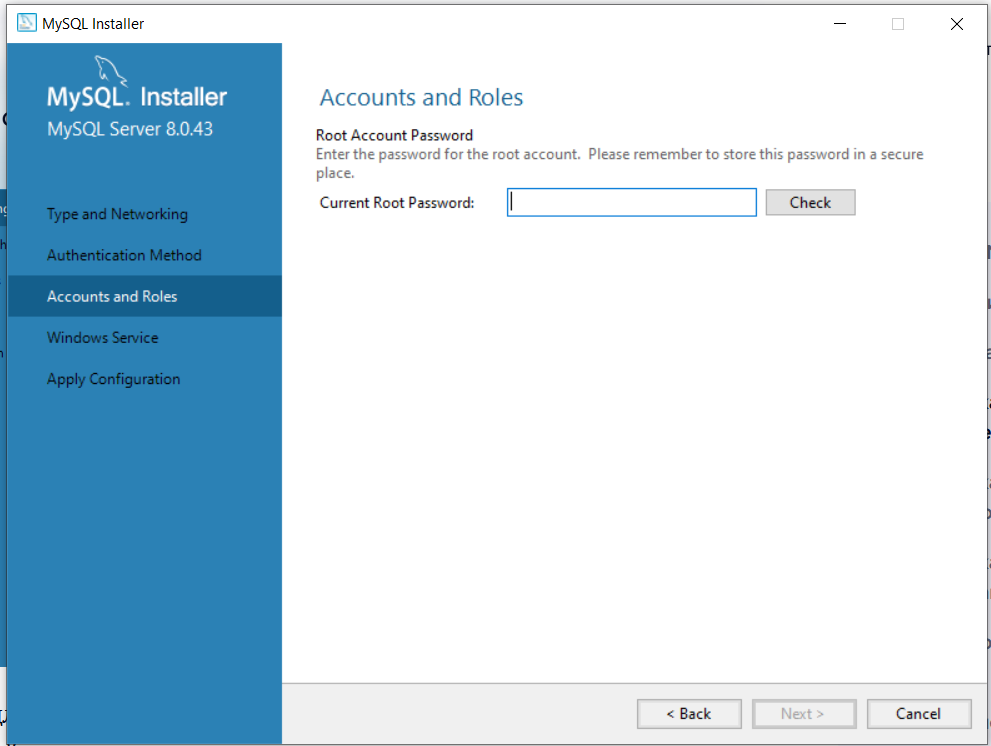 MySQL Installer
MySQL. Installer
MySQL Server 8.0.43
Type and Networking
Authentication Method
Accounts and Roles
Windows Service
Apply Configuration
Accounts and Roles
Root Account Password
Enter the password for the root account.  Please remember to store this password in a secure
place.
Current Root Password:
Check
< Back
Next >
Cancel